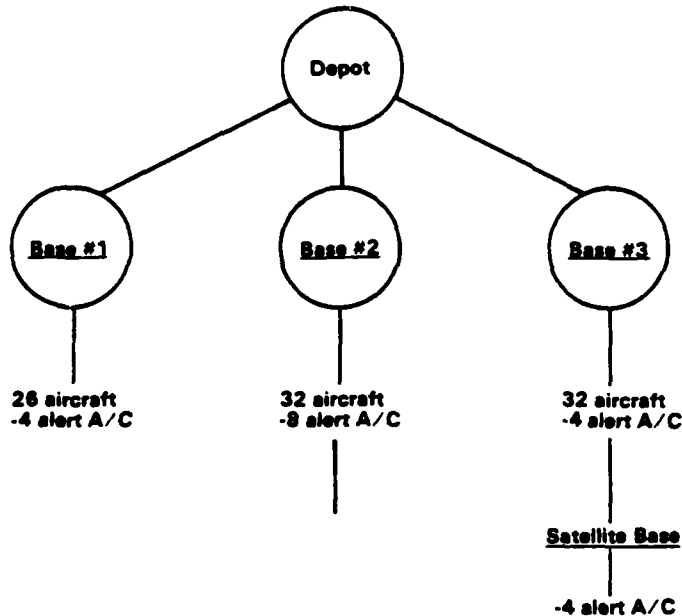 Depot
Base #1
Base #2
Base #3
26 aircraft
-4 alert A/C
32 aircraft
-8 alert A/C
32 aircraft
-4 alert A/C
Satellite Base
-4 alert A/C